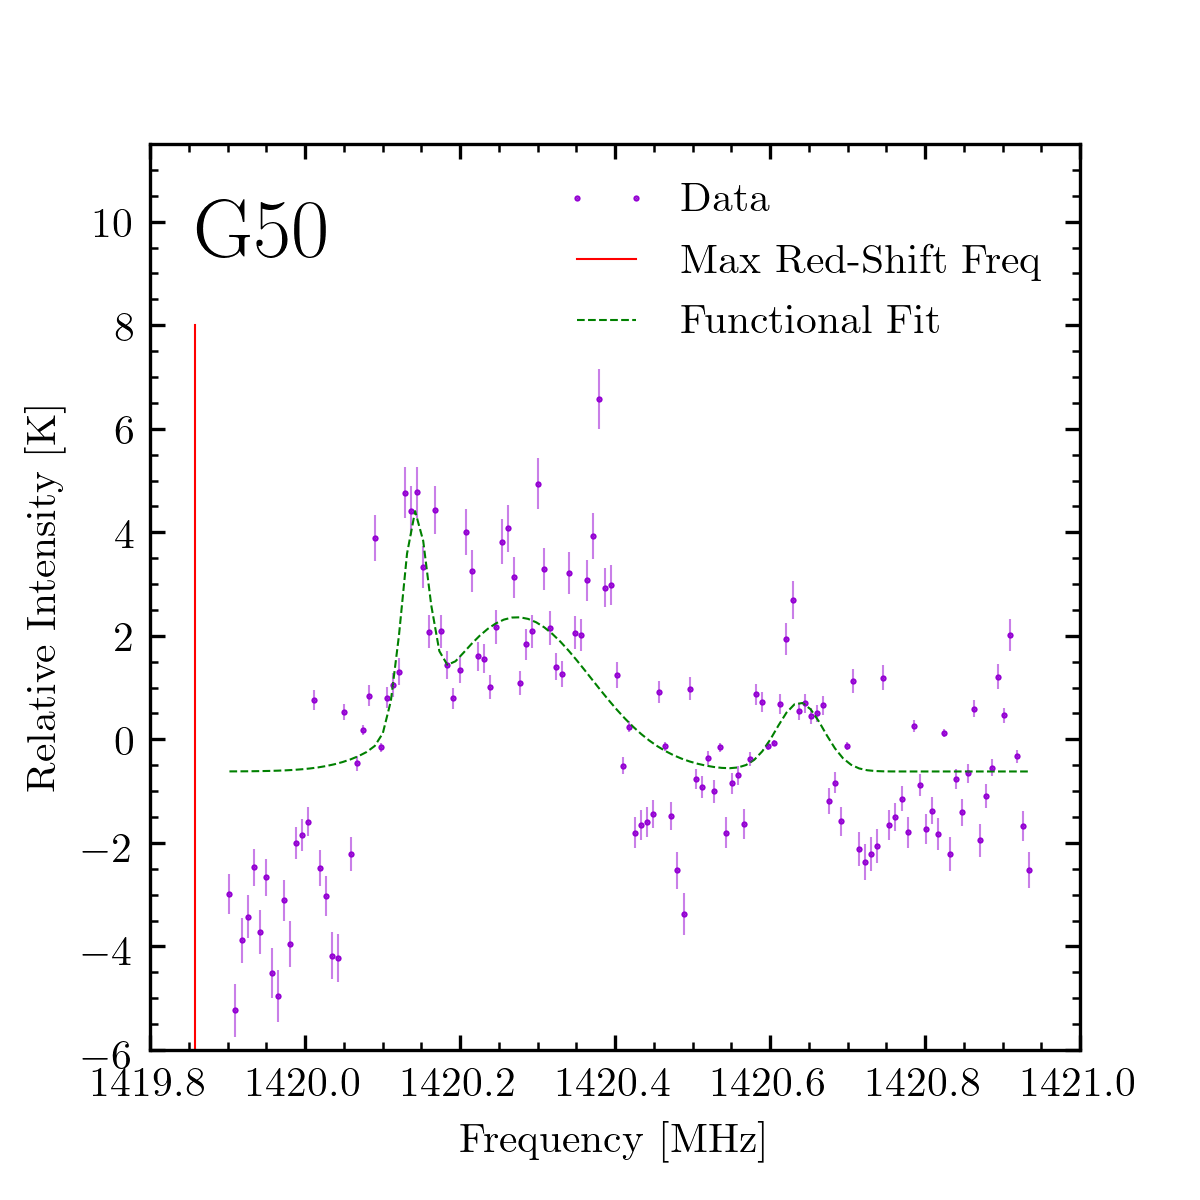 G50
Data
Max Red-Shift Freq
Functional Fit
10
8
6
4
2
0
−2
−4
−6
Relative Intensity [K]
1419.8 1420.0 1420.2 1420.4 1420.6 1420.8 1421.0
Frequency [MHz]